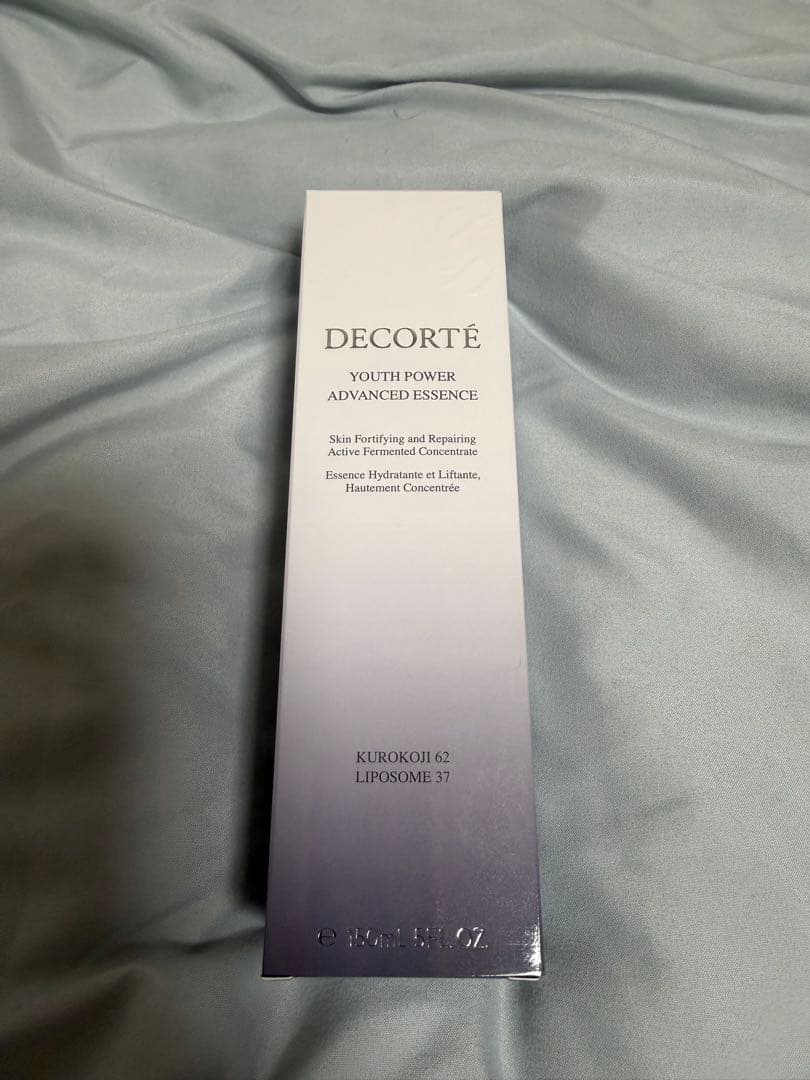 DECORTÉ
YOUTH POWER
ADVANCED ESSENCE
Skin Fortifying and Repairing
Active Fermented Concentrate
Essence Hydratante et Liftante,
Hautement Concentrée
KUROKOJI 62
LIPOSOME 37
℮ 150mL 5FL. OZ.